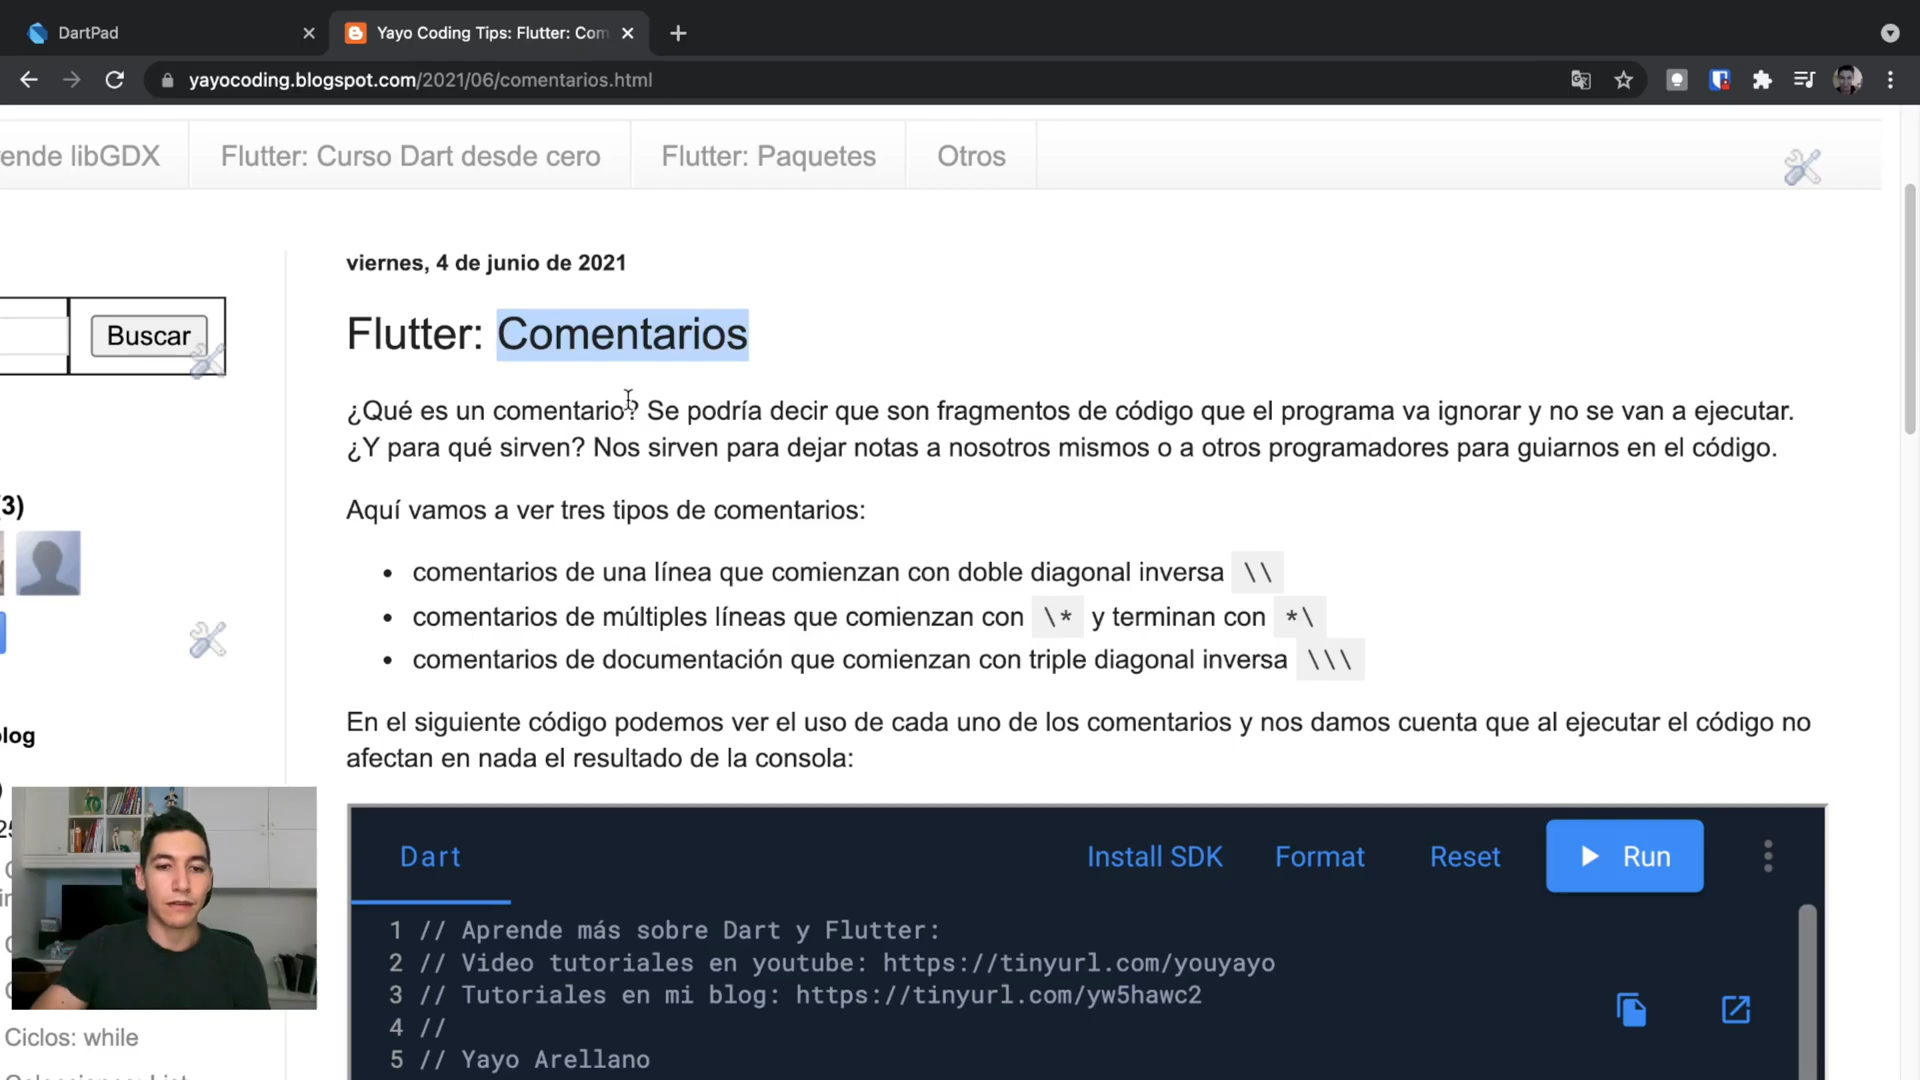 DartPad
Yayo Coding Tips: Flutter: Com
yayocoding.blogspot.com/2021/06/comentarios.html
ende libGDX
Flutter: Curso Dart desde cero
Flutter: Paquetes
Otros
viernes, 4 de junio de 2021
Buscar
Flutter: Comentarios
¿Qué es un comentario? Se podría decir que son fragmentos de código que el programa va ignorar y no se van a ejecutar.
¿Y para qué sirven? Nos sirven para dejar notas a nosotros mismos o a otros programadores para guiarnos en el código.
(3)
Aquí vamos a ver tres tipos de comentarios:
• comentarios de una línea que comienzan con doble diagonal inversa \\
• comentarios de múltiples líneas que comienzan con \* y terminan con *\
• comentarios de documentación que comienzan con triple diagonal inversa \\\
log
En el siguiente código podemos ver el uso de cada uno de los comentarios y nos damos cuenta que al ejecutar el código no
afectan en nada el resultado de la consola:
Dart
Install SDK
Format
Reset
Run
1 // Aprende más sobre Dart y Flutter:
2 // Video tutoriales en youtube: https://tinyurl.com/youyayo
3 // Tutoriales en mi blog: https://tinyurl.com/yw5hawc2
4 //
5 // Yayo Arellano
Ciclos: while